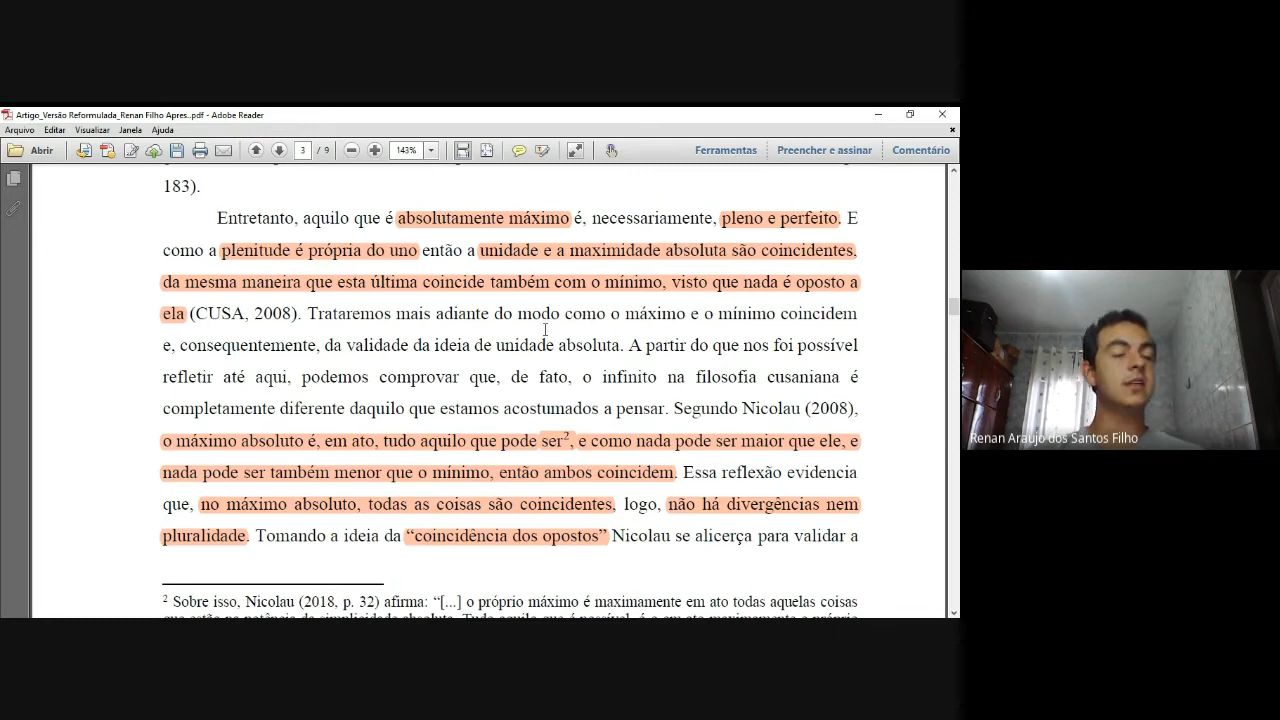 Artigo_Versão Reformulada_Renan Filho Apres..pdf - Adobe Reader
Arquivo Editar Visualizar Janela Ajuda
Abrir 3 / 9 143% Ferramentas Preencher e assinar Comentário
183).
Entretanto, aquilo que é absolutamente máximo é, necessariamente, pleno e perfeito. E
como a plenitude é própria do uno então a unidade e a maximidade absoluta são coincidentes,
da mesma maneira que esta última coincide também com o mínimo, visto que nada é oposto a
ela (CUSA, 2008). Trataremos mais adiante do modo como o máximo e o mínimo coincidem
e, consequentemente, da validade da ideia de unidade absoluta. A partir do que nos foi possível
refletir até aqui, podemos comprovar que, de fato, o infinito na filosofia cusaniana é
completamente diferente daquilo que estamos acostumados a pensar. Segundo Nicolau (2008),
o máximo absoluto é, em ato, tudo aquilo que pode ser², e como nada pode ser maior que ele, e
nada pode ser também menor que o mínimo, então ambos coincidem. Essa reflexão evidencia
que, no máximo absoluto, todas as coisas são coincidentes, logo, não há divergências nem
pluralidade. Tomando a ideia da “coincidência dos opostos” Nicolau se alicerça para validar a
² Sobre isso, Nicolau (2018, p. 32) afirma: “[...] o próprio máximo é maximamente em ato todas aquelas coisas
Renan Araújo dos Santos Filho